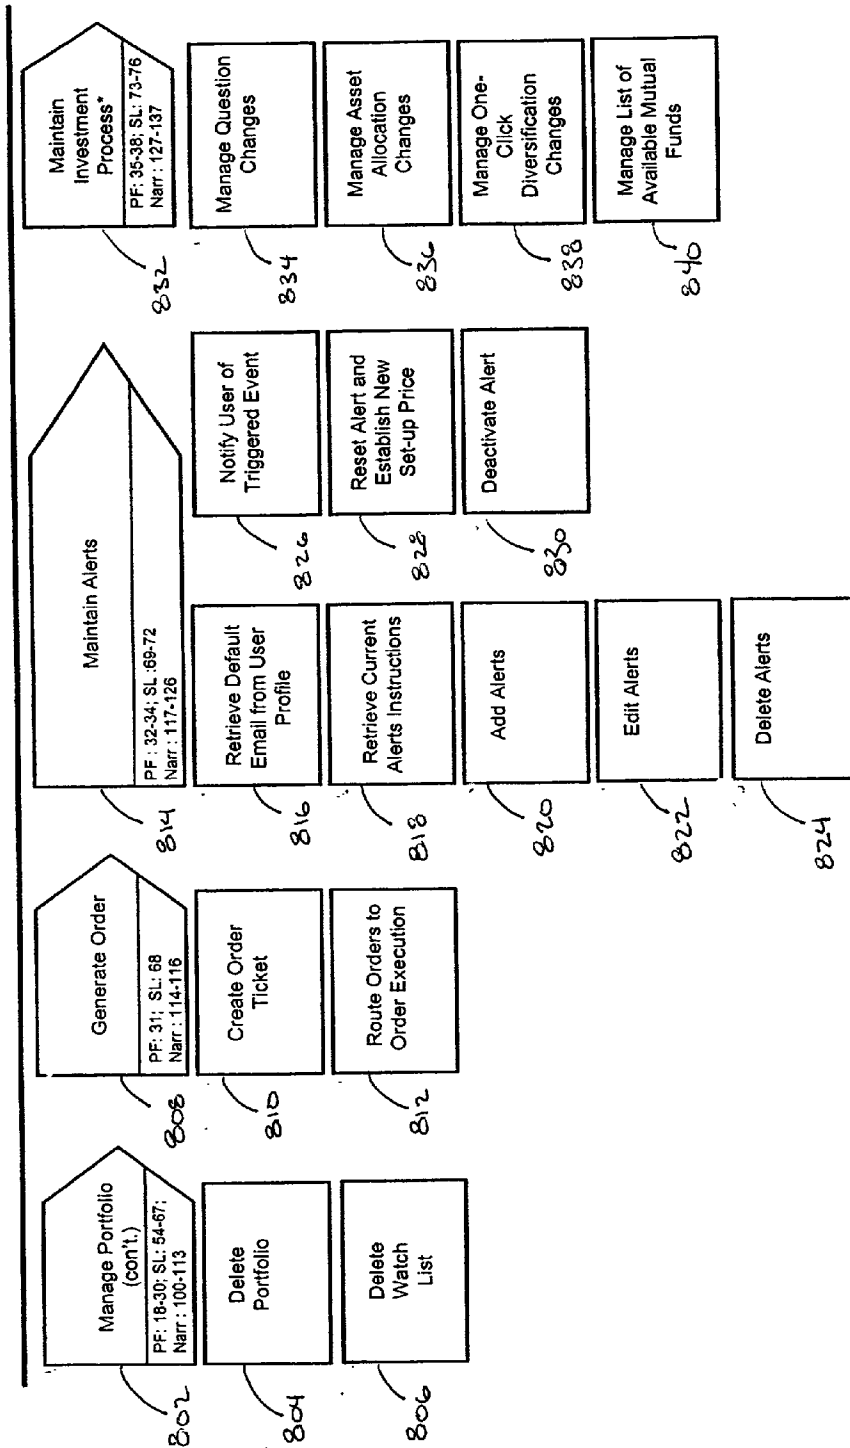 Manage Portfolio
(con't.)
PF: 18-30; SL: 54-67;
Narr : 100-113
802
Delete
Portfolio
804
Delete
Watch
List
806
Generate Order
PF: 31; SL: 68
Narr : 114-116
808
Create Order
Ticket
810
Route Orders to
Order Execution
812
Maintain Alerts
PF : 32-34; SL :69-72
Narr : 117-126
814
Retrieve Default
Email from User
Profile
816
Retrieve Current
Alerts Instructions
818
Add Alerts
820
Edit Alerts
822
Delete Alerts
824
Notify User of
Triggered Event
826
Reset Alert and
Establish New
Set-up Price
828
Deactivate Alert
830
Maintain
Investment
Process*
PF: 35-38; SL: 73-76
Narr : 127-137
832
Manage Question
Changes
834
Manage Asset
Allocation
Changes
836
Manage One-
Click
Diversification
Changes
838
Manage List of
Available Mutual
Funds
840